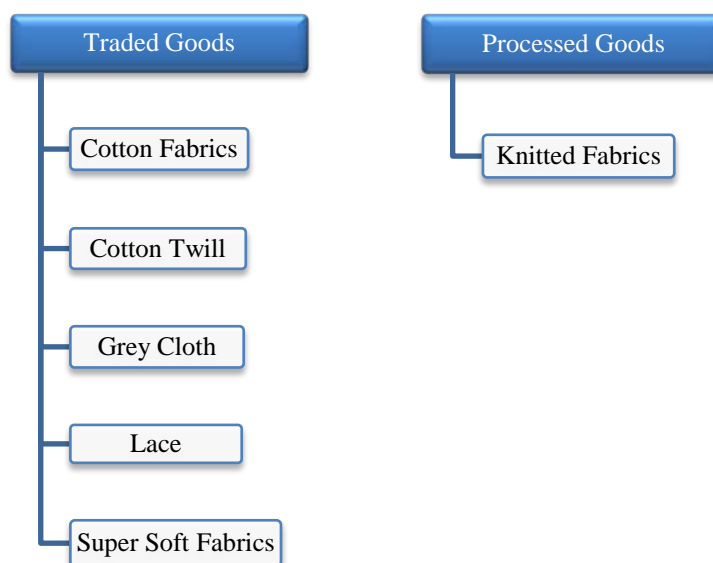 Traded Goods
Cotton Fabrics
Cotton Twill
Grey Cloth
Lace
Super Soft Fabrics
Processed Goods
Knitted Fabrics